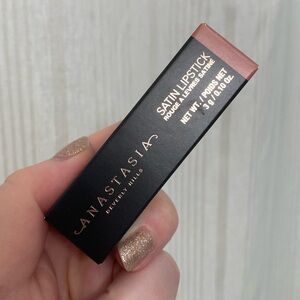 ANASTASIA
BEVERLY HILLS
SATIN LIPSTICK
ROUGE À LÈVRES SATINÉ
NET WT. / POIDS NET
3 g / 0.10 Oz.